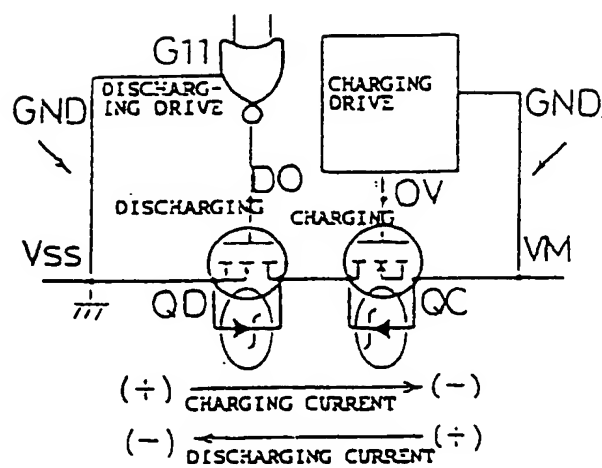 G11
DISCHARG-
ING DRIVE
CHARGING
DRIVE
GND
GND
DO
OV
DISCHARGING
CHARGING
VSS
VM
QD
QC
(÷) (-)
CHARGING CURRENT
(-) (÷)
DISCHARGING CURRENT